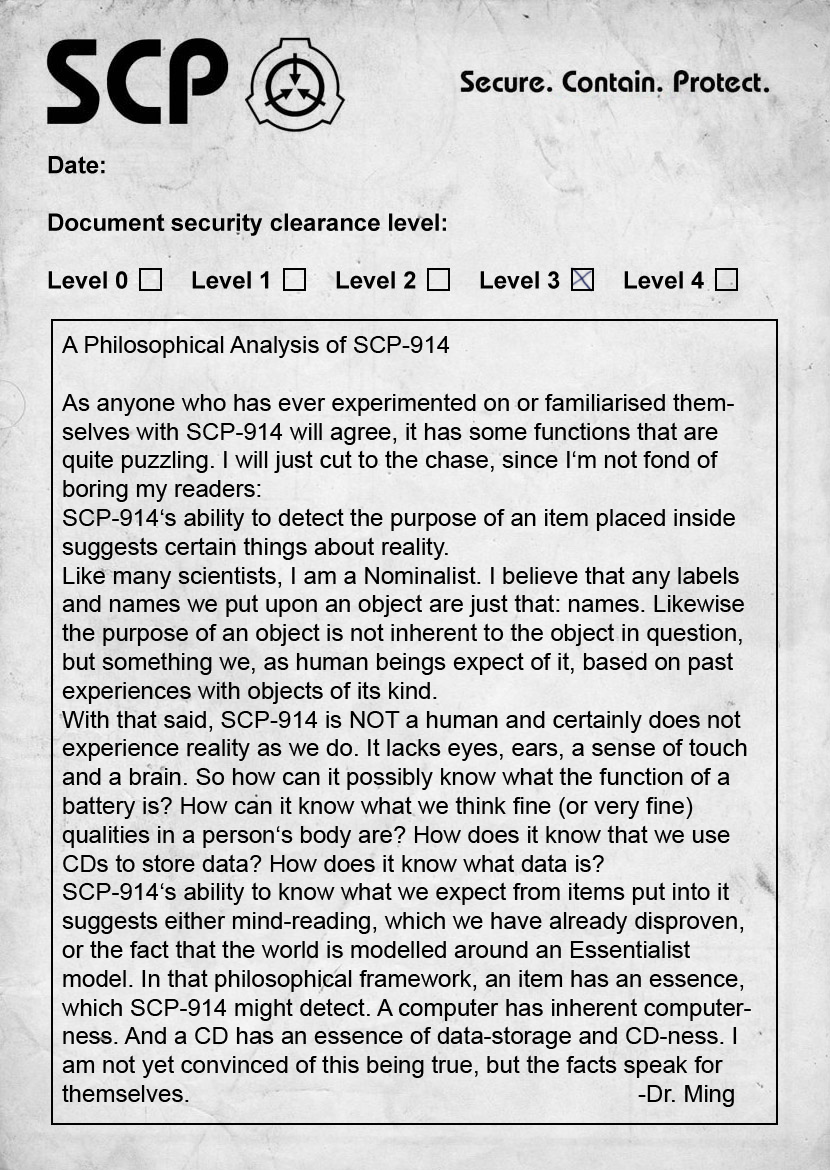 SCP
Secure. Contain. Protect.
Date:
Document security clearance level:
Level 0 Level 1 Level 2 Level 3 Level 4
A Philosophical Analysis of SCP-914
As anyone who has ever experimented on or familiarised them-
selves with SCP-914 will agree, it has some functions that are
quite puzzling. I will just cut to the chase, since I‘m not fond of
boring my readers:
SCP-914‘s ability to detect the purpose of an item placed inside
suggests certain things about reality.
Like many scientists, I am a Nominalist. I believe that any labels
and names we put upon an object are just that: names. Likewise
the purpose of an object is not inherent to the object in question,
but something we, as human beings expect of it, based on past
experiences with objects of its kind.
With that said, SCP-914 is NOT a human and certainly does not
experience reality as we do. It lacks eyes, ears, a sense of touch
and a brain. So how can it possibly know what the function of a
battery is? How can it know what we think fine (or very fine)
qualities in a person‘s body are? How does it know that we use
CDs to store data? How does it know what data is?
SCP-914‘s ability to know what we expect from items put into it
suggests either mind-reading, which we have already disproven,
or the fact that the world is modelled around an Essentialist
model. In that philosophical framework, an item has an essence,
which SCP-914 might detect. A computer has inherent computer-
ness. And a CD has an essence of data-storage and CD-ness. I
am not yet convinced of this being true, but the facts speak for
themselves. -Dr. Ming